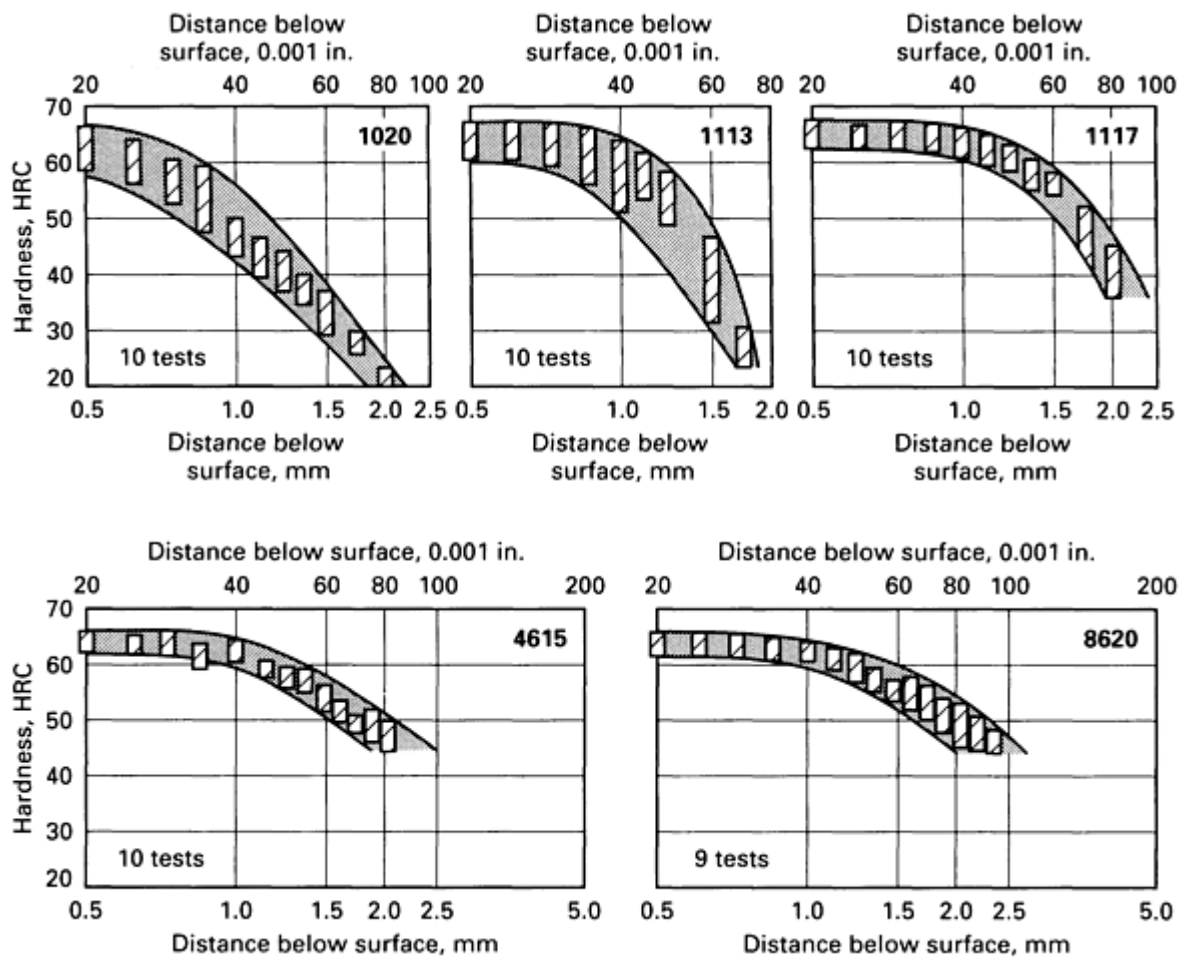 Distance below
surface, 0.001 in.
20 40 60 80 100
Hardness, HRC
70
60
50
40
30
20
1020
10 tests
0.5 1.0 1.5 2.0 2.5
Distance below
surface, mm
Distance below
surface, 0.001 in.
20 40 60 80
1113
10 tests
0.5 1.0 1.5 2.0
Distance below
surface, mm
Distance below
surface, 0.001 in.
20 40 60 80 100
1117
10 tests
0.5 1.0 1.5 2.0 2.5
Distance below
surface, mm
Distance below surface, 0.001 in.
20 40 60 80 100 200
Hardness, HRC
70
60
50
40
30
20
4615
10 tests
0.5 1.0 1.5 2.0 2.5 5.0
Distance below surface, mm
Distance below surface, 0.001 in.
20 40 60 80 100 200
8620
9 tests
0.5 1.0 1.5 2.0 2.5 5.0
Distance below surface, mm